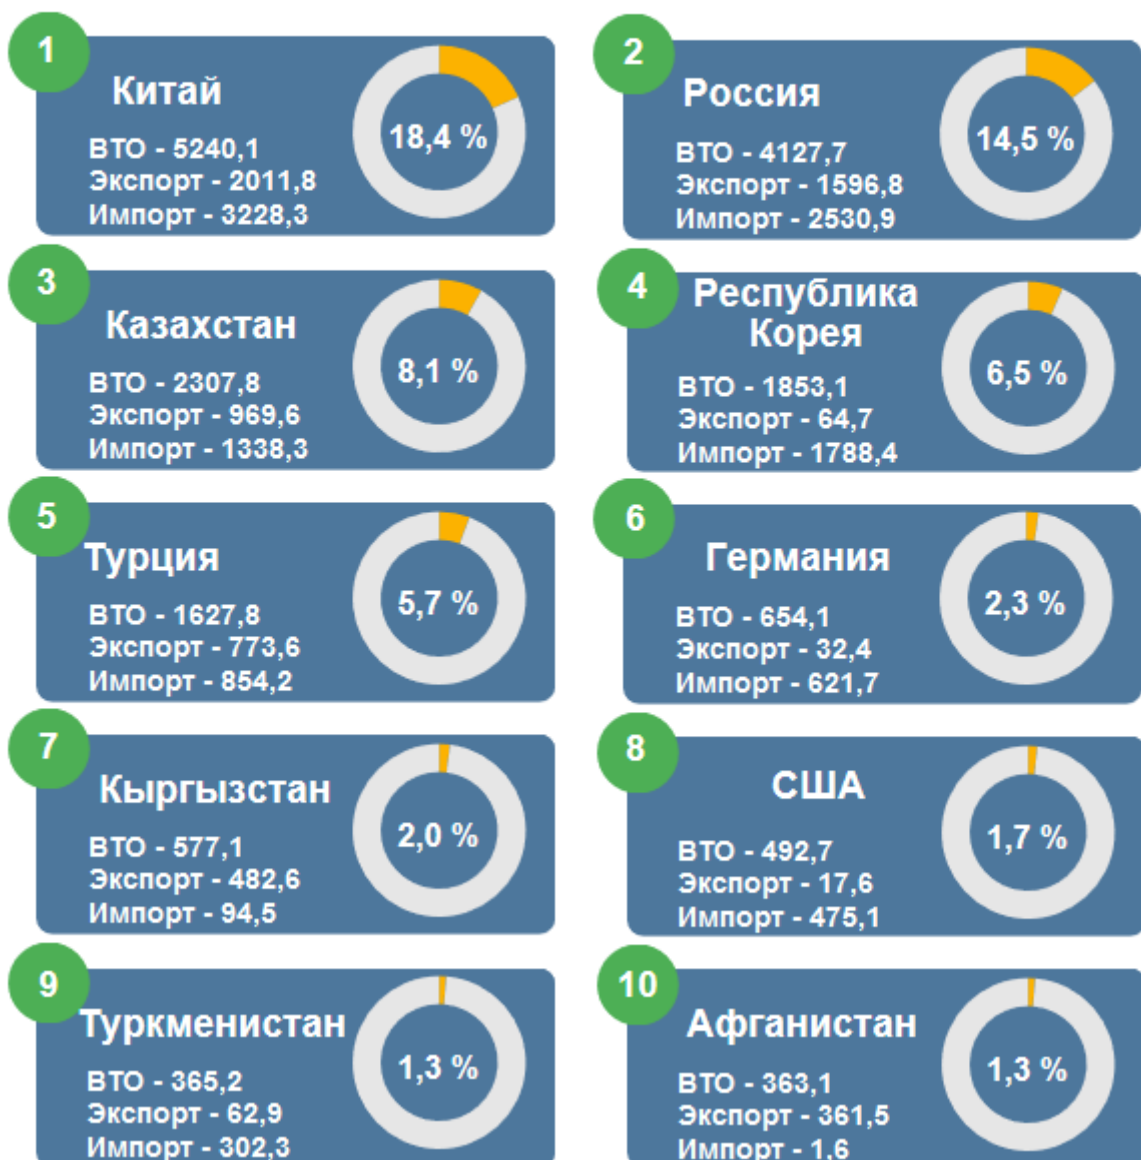 1
Китай
18,4 %
ВТО - 5240,1
Экспорт - 2011,8
Импорт - 3228,3
2
Россия
14,5 %
ВТО - 4127,7
Экспорт - 1596,8
Импорт - 2530,9
3
Казахстан
8,1 %
ВТО - 2307,8
Экспорт - 969,6
Импорт - 1338,3
4
Республика
Корея
6,5 %
ВТО - 1853,1
Экспорт - 64,7
Импорт - 1788,4
5
Турция
5,7 %
ВТО - 1627,8
Экспорт - 773,6
Импорт - 854,2
6
Германия
2,3 %
ВТО - 654,1
Экспорт - 32,4
Импорт - 621,7
7
Кыргызстан
2,0 %
ВТО - 577,1
Экспорт - 482,6
Импорт - 94,5
8
США
1,7 %
ВТО - 492,7
Экспорт - 17,6
Импорт - 475,1
9
Туркменистан
1,3 %
ВТО - 365,2
Экспорт - 62,9
Импорт - 302,3
10
Афганистан
1,3 %
ВТО - 363,1
Экспорт - 361,5
Импорт - 1,6